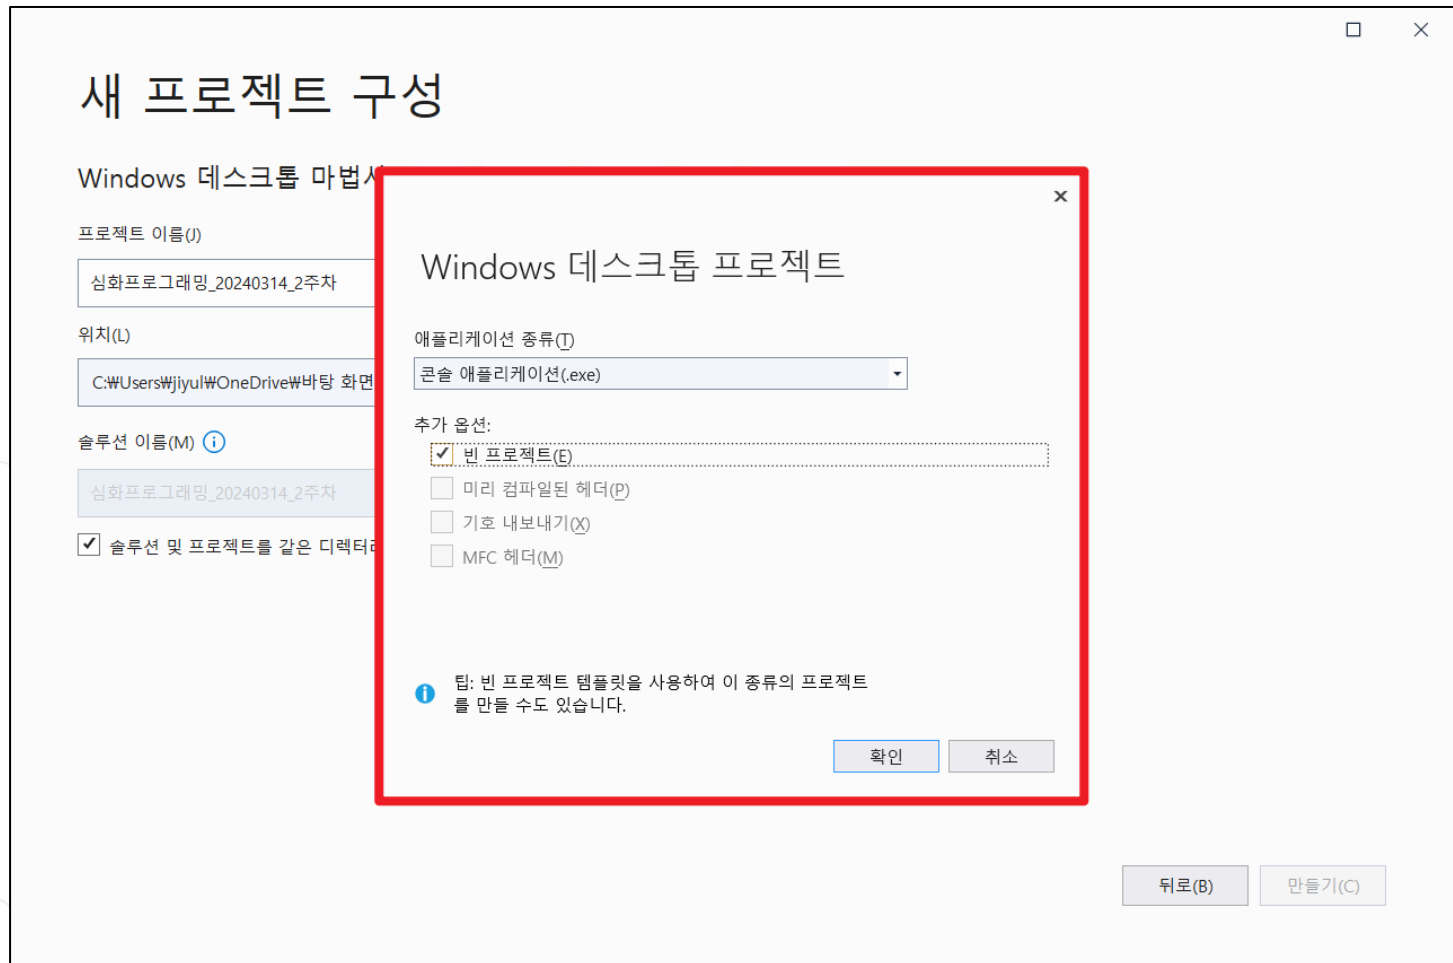 새 프로젝트 구성
Windows 데스크톱 마법사
프로젝트 이름(J)
심화프로그래밍_20240314_2주차
위치(L)
C:₩Users₩jiyul₩OneDrive₩바탕 화면
솔루션 이름(M)
심화프로그래밍_20240314_2주차
솔루션 및 프로젝트를 같은
Windows 데스크톱 프로젝트
애플리케이션 종류(T)
콘솔 애플리케이션(.exe)
추가 옵션:
빈 프로젝트(E)
미리 컴파일된 헤더(P)
기호 내보내기(X)
MFC 헤더(M)
팁: 빈 프로젝트 템플릿을 사용하여 이 종류의 프로젝트
를 만들 수도 있습니다.
확인
취소
뒤로(B)
만들기(C)